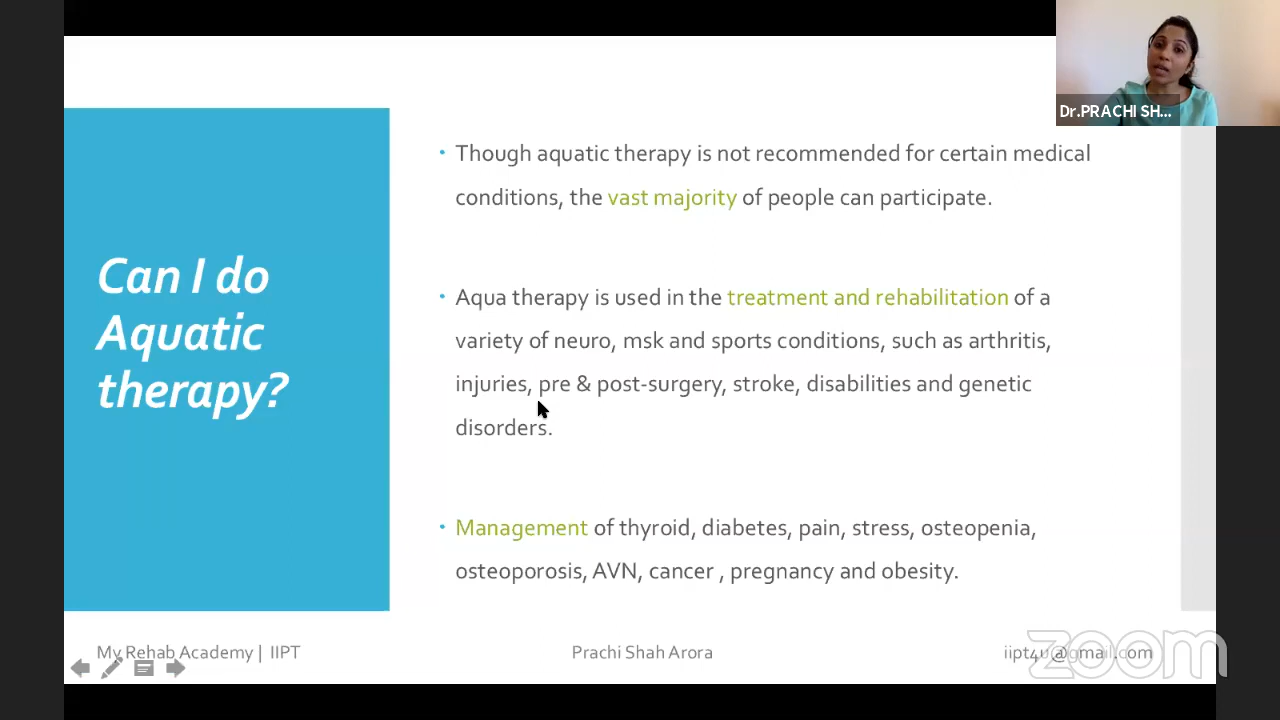 Dr.PRACHI SH...
Though aquatic therapy is not recommended for certain medical
conditions, the vast majority of people can participate.
Can I do
Aquatic
therapy?
Aqua therapy is used in the treatment and rehabilitation of a
variety of neuro, msk and sports conditions, such as arthritis,
injuries, pre & post-surgery, stroke, disabilities and genetic
disorders.
Management of thyroid, diabetes, pain, stress, osteopenia,
osteoporosis, AVN, cancer , pregnancy and obesity.
My Rehab Academy | IIPT
Prachi Shah Arora
iipt4u@gmail.com
zoom